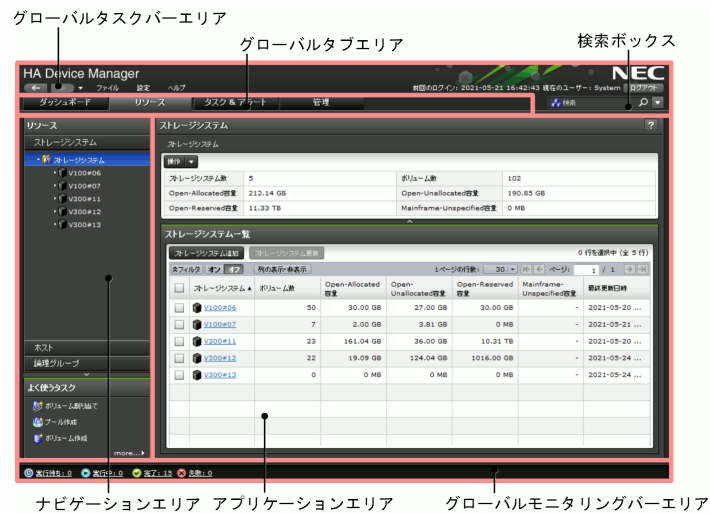 グローバルタスクバーエリア
グローバルタブエリア
検索ボックス
HA Device Manager
NEC
ファイル 設定 ヘルプ
前回のログイン: 2021-05-21 16:42:43 現在のユーザー: System ログアウト
ダッシュボード リソース タスク & アラート 管理
検索
リソース
ストレージシステム
ストレージシステム
V100#06
V100#07
V300#11
V300#12
V300#13
ホスト
論理グループ
よく使うタスク
ボリューム割り当て
プール作成
ボリューム作成
more...
ストレージシステム ?
ストレージシステム
操作
ストレージシステム数 5 ボリューム数 102
Open-Allocated容量 212.14 GB Open-Unallocated容量 190.85 GB
Open-Reserved容量 11.33 TB Mainframe-Unspecified容量 0 MB
ストレージシステム一覧
ストレージシステム追加 ストレージシステム更新 0 行を選択中 (全 5 行)
フィルタ オン オフ 列の表示・非表示 1ページの行数: 30 ページ: 1 / 1
ストレージシステム ボリューム数 Open-Allocated容量 Open-Unallocated容量 Open-Reserved容量 Mainframe-Unspecified容量 最終更新日時
V100#06 50 30.00 GB 27.00 GB 30.00 GB - 2021-05-20 ...
V100#07 7 2.00 GB 3.81 GB 0 MB - 2021-05-21 ...
V300#11 23 161.04 GB 36.00 GB 10.31 TB - 2021-05-20 ...
V300#12 22 19.09 GB 124.04 GB 1016.00 GB - 2021-05-24 ...
V300#13 0 0 MB 0 MB 0 MB - 2021-05-24 ...
実行待ち: 0 実行中: 0 完了: 13 失敗: 0
ナビゲーションエリア
アプリケーションエリア
グローバルモニタリングバーエリア